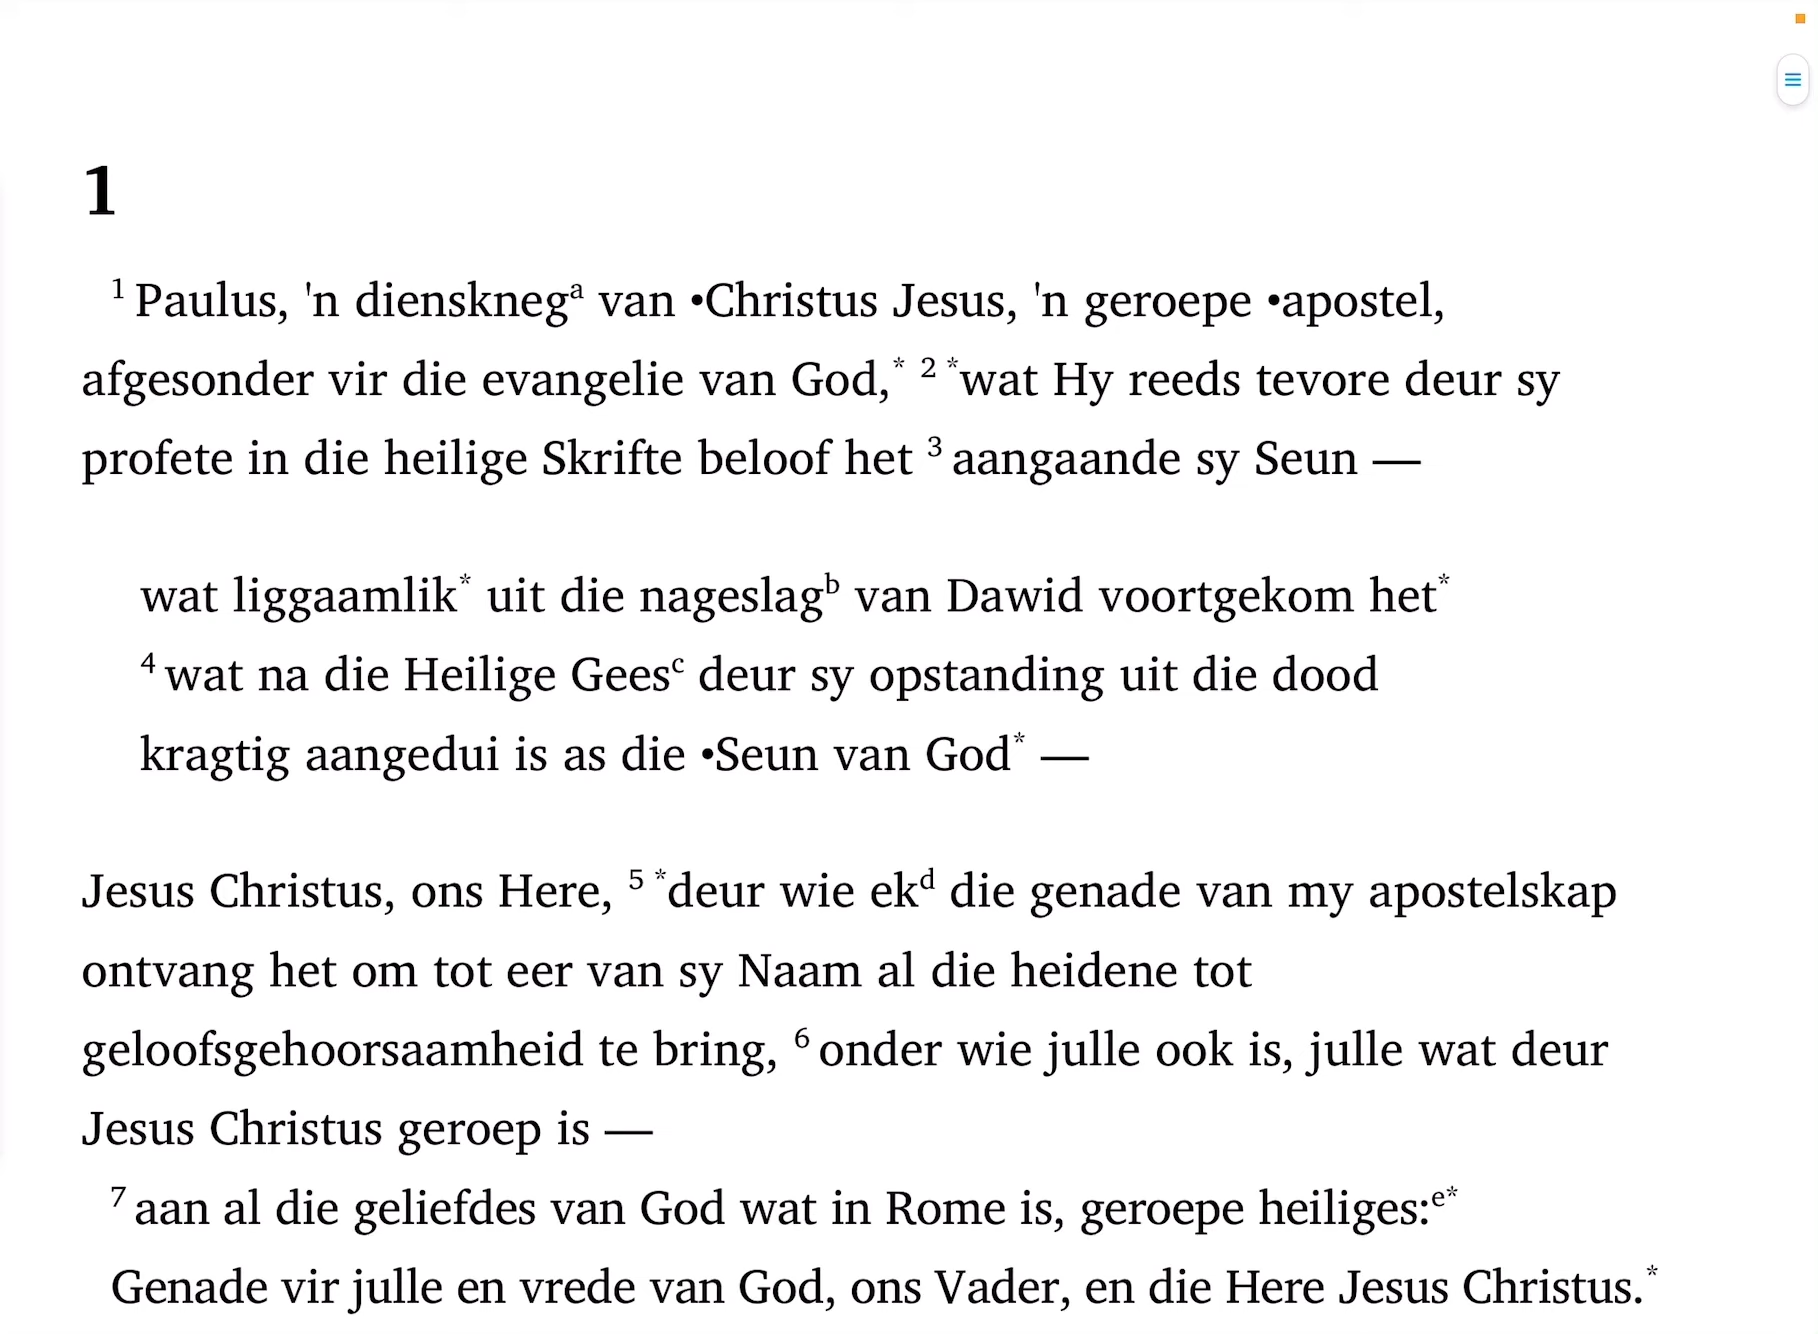 1
1 Paulus, 'n diensknegᵃ van •Christus Jesus, 'n geroepe •apostel,
afgesonder vir die evangelie van God,* 2 *wat Hy reeds tevore deur sy
profete in die heilige Skrifte beloof het 3 aangaande sy Seun —
wat liggaamlik* uit die nageslagᵇ van Dawid voortgekom het*
4 wat na die Heilige Geesᶜ deur sy opstanding uit die dood
kragtig aangedui is as die •Seun van God* —
Jesus Christus, ons Here, 5 *deur wie ekᵈ die genade van my apostelskap
ontvang het om tot eer van sy Naam al die heidene tot
geloofsgehoorsaamheid te bring, 6 onder wie julle ook is, julle wat deur
Jesus Christus geroep is —
7 aan al die geliefdes van God wat in Rome is, geroepe heiliges:ᵉ*
Genade vir julle en vrede van God, ons Vader, en die Here Jesus Christus.*